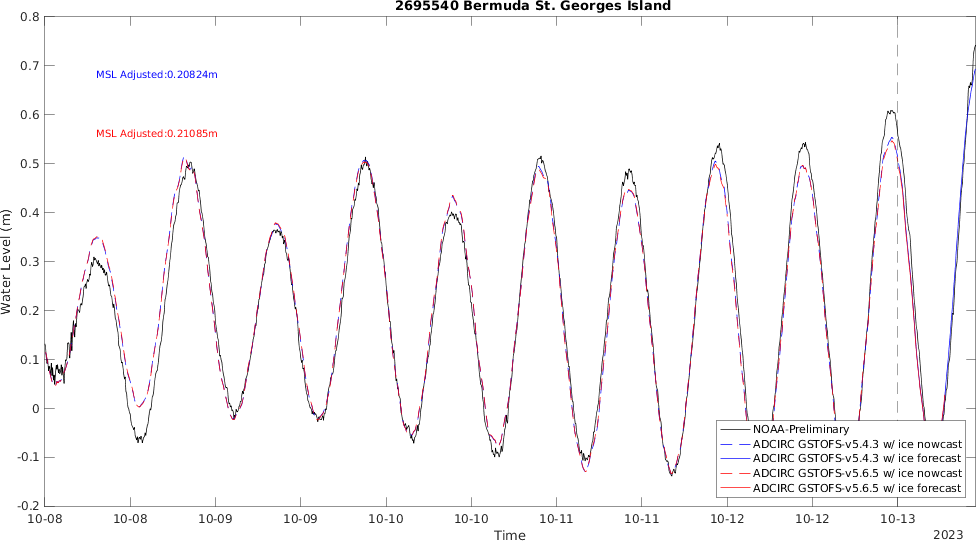 2695540 Bermuda St. Georges Island
0.8
0.7
0.6
0.5
0.4
0.3
0.2
0.1
0
-0.1
-0.2
Water Level (m)
MSL Adjusted:0.20824m
MSL Adjusted:0.21085m
NOAA-Preliminary
ADCIRC GSTOFS-v5.4.3 w/ ice nowcast
ADCIRC GSTOFS-v5.4.3 w/ ice forecast
ADCIRC GSTOFS-v5.6.5 w/ ice nowcast
ADCIRC GSTOFS-v5.6.5 w/ ice forecast
10-08 10-08 10-09 10-09 10-10 10-10 10-11 10-11 10-12 10-12 10-13
Time
2023